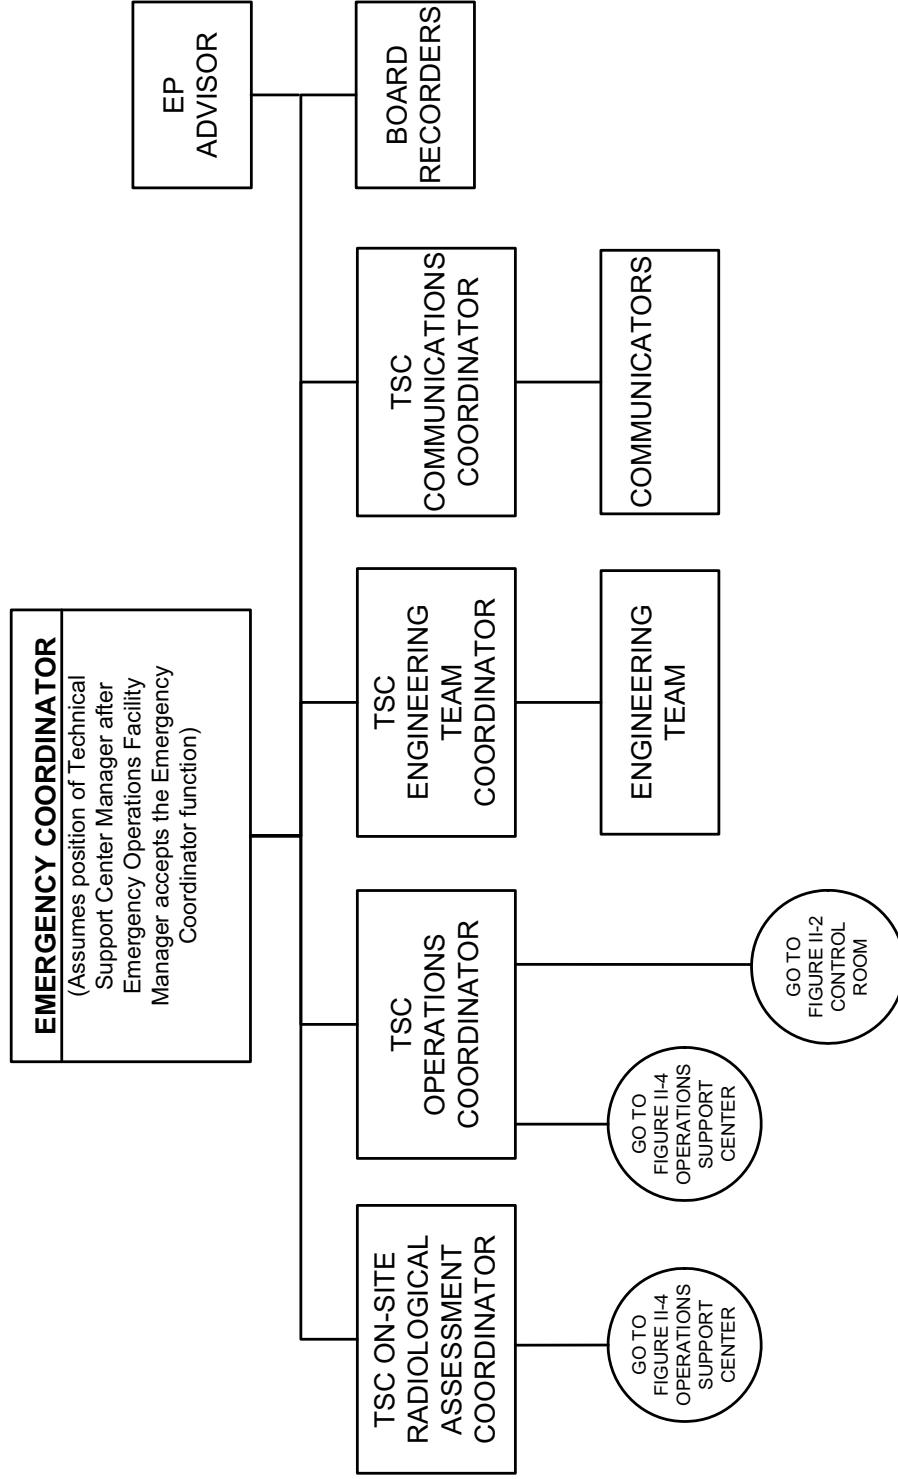 EMERGENCY COORDINATOR
(Assumes position of Technical
Support Center Manager after
Emergency Operations Facility
Manager accepts the Emergency
Coordinator function)
EP
ADVISOR
TSC ON-SITE
RADIOLOGICAL
ASSESSMENT
COORDINATOR
TSC
OPERATIONS
COORDINATOR
TSC
ENGINEERING
TEAM
COORDINATOR
TSC
COMMUNICATIONS
COORDINATOR
BOARD
RECORDERS
GO TO
FIGURE II-4
OPERATIONS
SUPPORT
CENTER
GO TO
FIGURE II-4
OPERATIONS
SUPPORT
CENTER
GO TO
FIGURE II-2
CONTROL
ROOM
ENGINEERING
TEAM
COMMUNICATORS